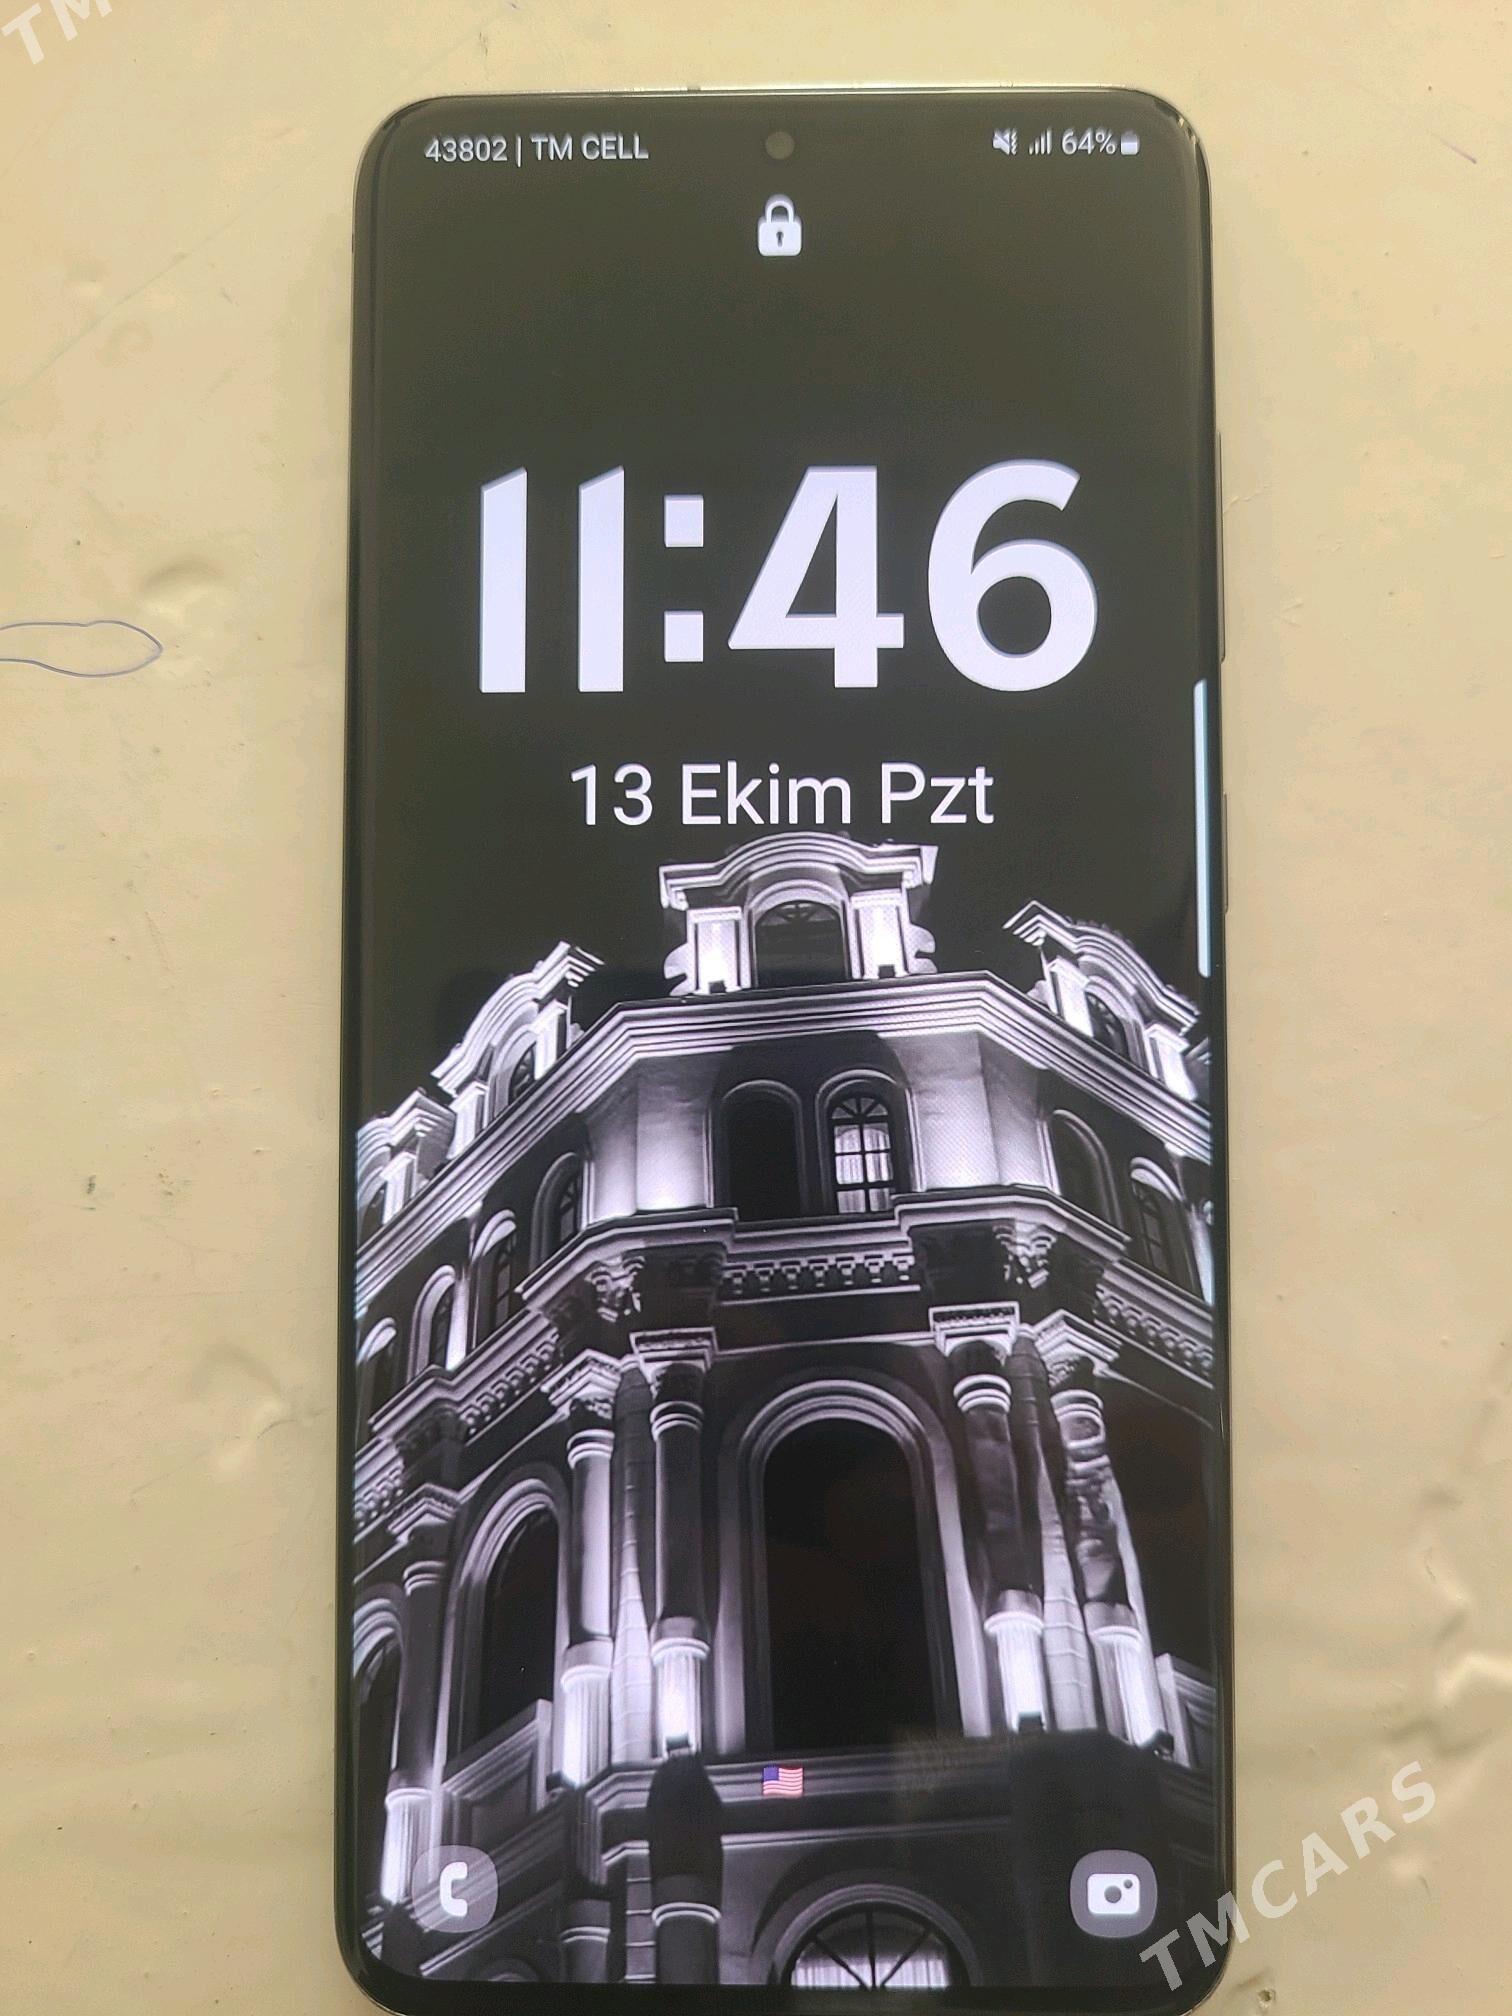 TM
43802 | TM CELL
64%
11:46
13 Ekim Pzt
TMCARS